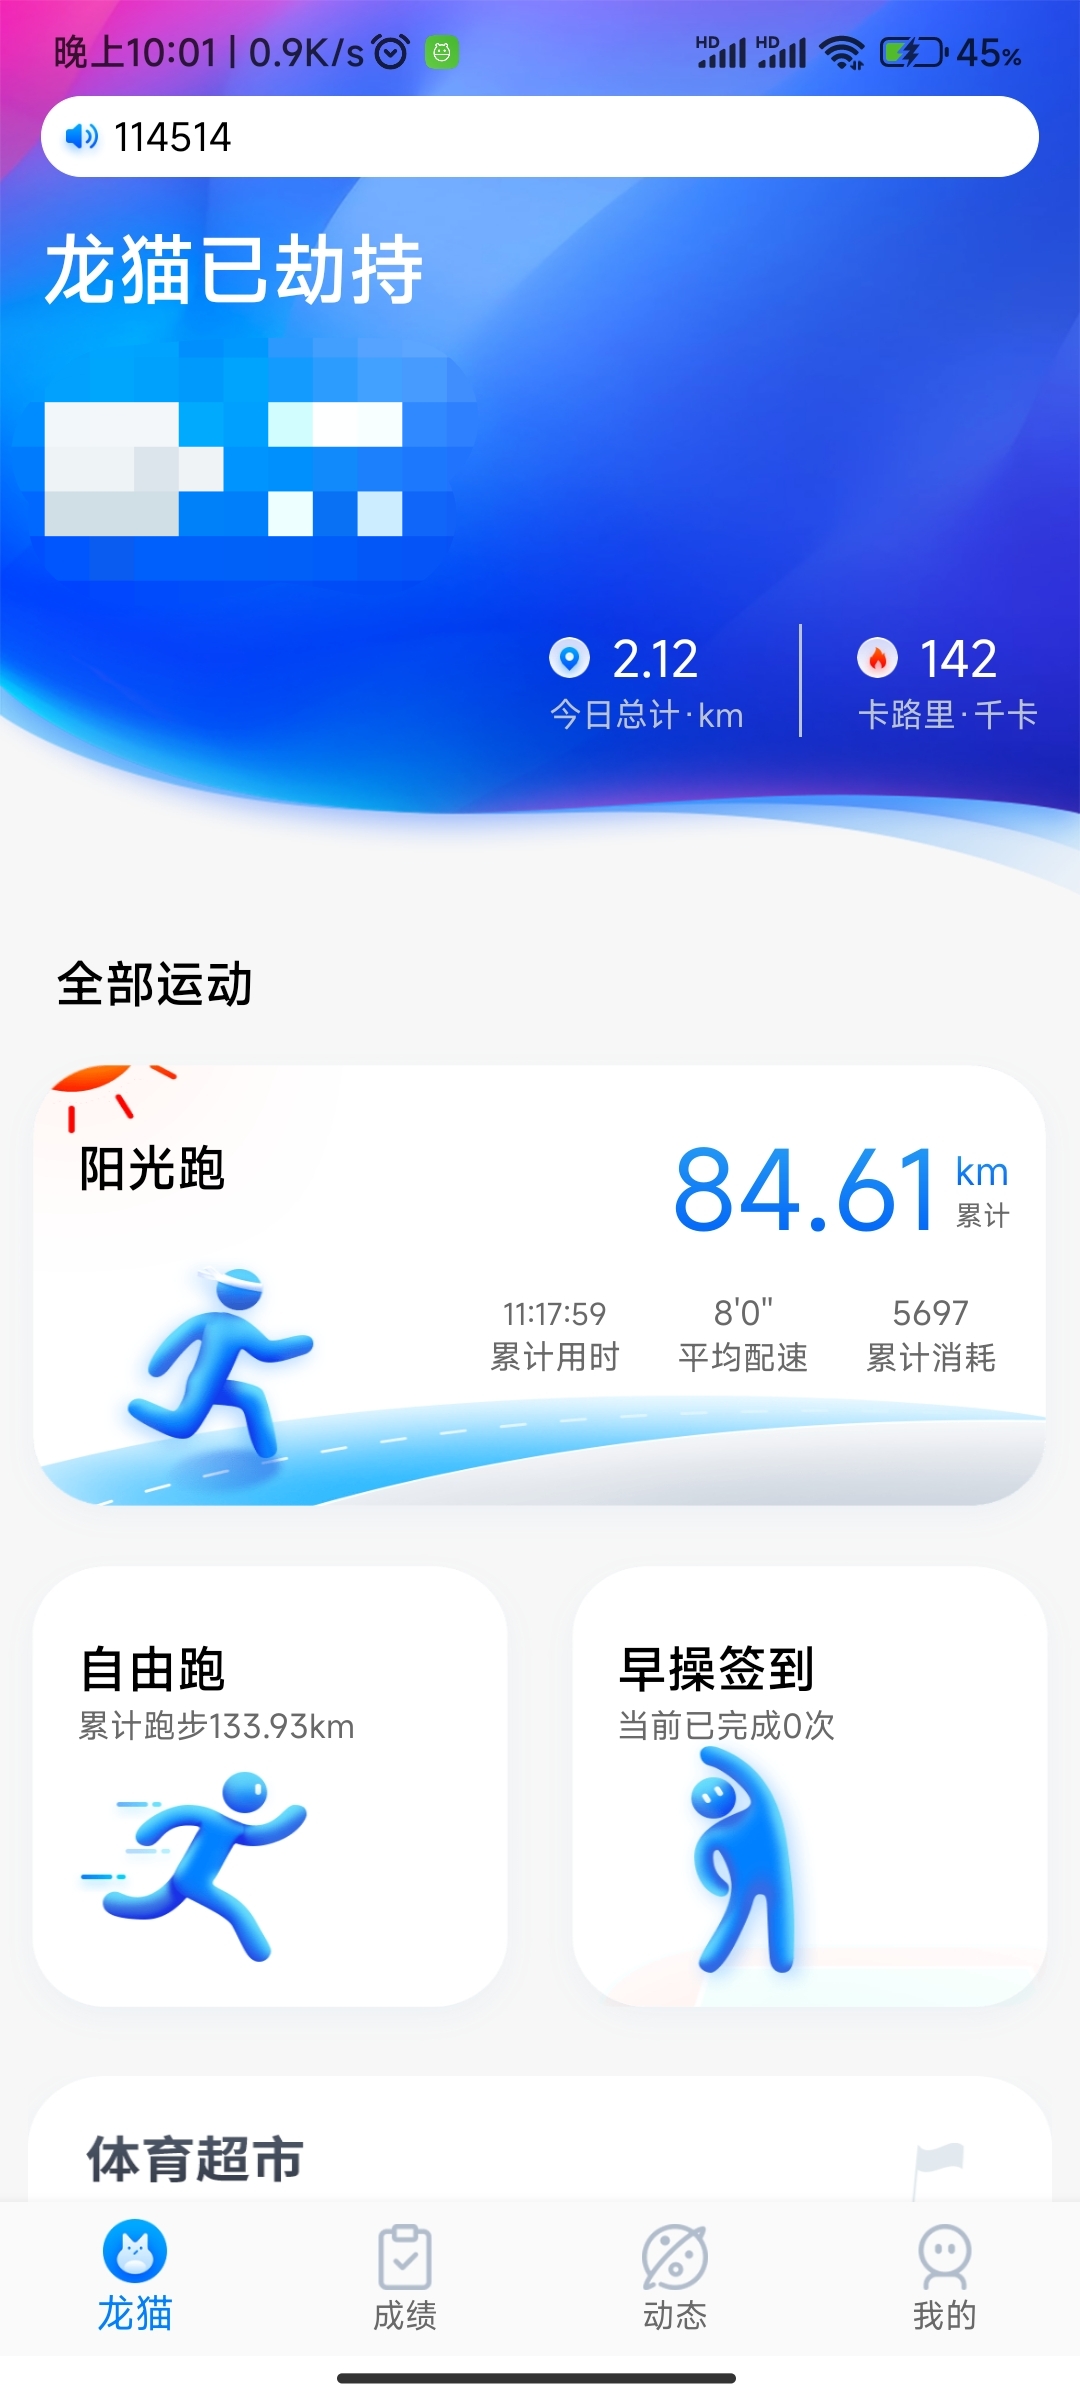 晚上10:01 | 0.9K/s
HD HD 45%
114514
龙猫已劫持
2.12 142
今日总计·km 卡路里·千卡
全部运动
阳光跑
84.61 km
累计
11:17:59 8'0" 5697
累计用时 平均配速 累计消耗
自由跑 早操签到
累计跑步133.93km 当前已完成0次
体育超市
龙猫 成绩 动态 我的